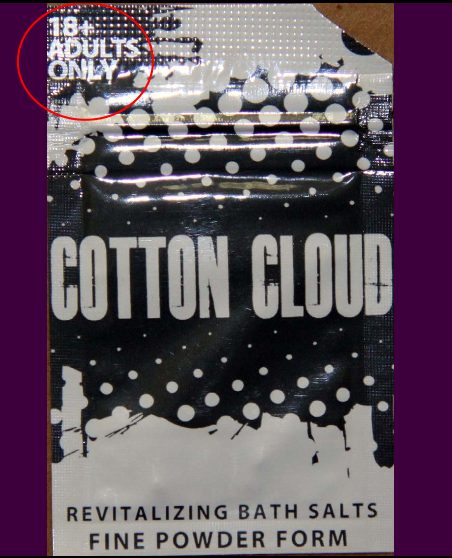 18+
ADULTS
ONLY
COTTON CLOUD
REVITALIZING BATH SALTS
FINE POWDER FORM